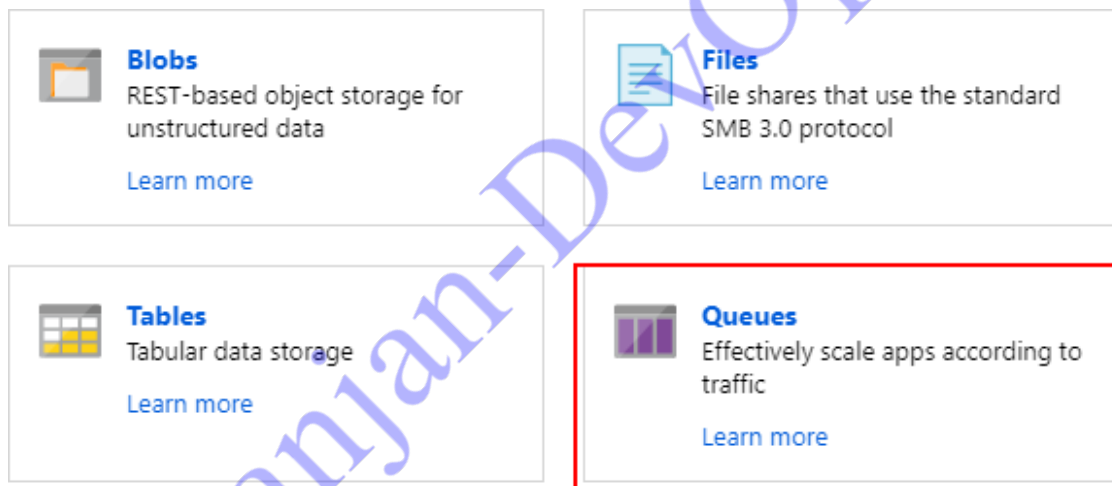 Blobs
REST-based object storage for
unstructured data
Learn more
Files
File shares that use the standard
SMB 3.0 protocol
Learn more
Tables
Tabular data storage
Learn more
Queues
Effectively scale apps according to
traffic
Learn more